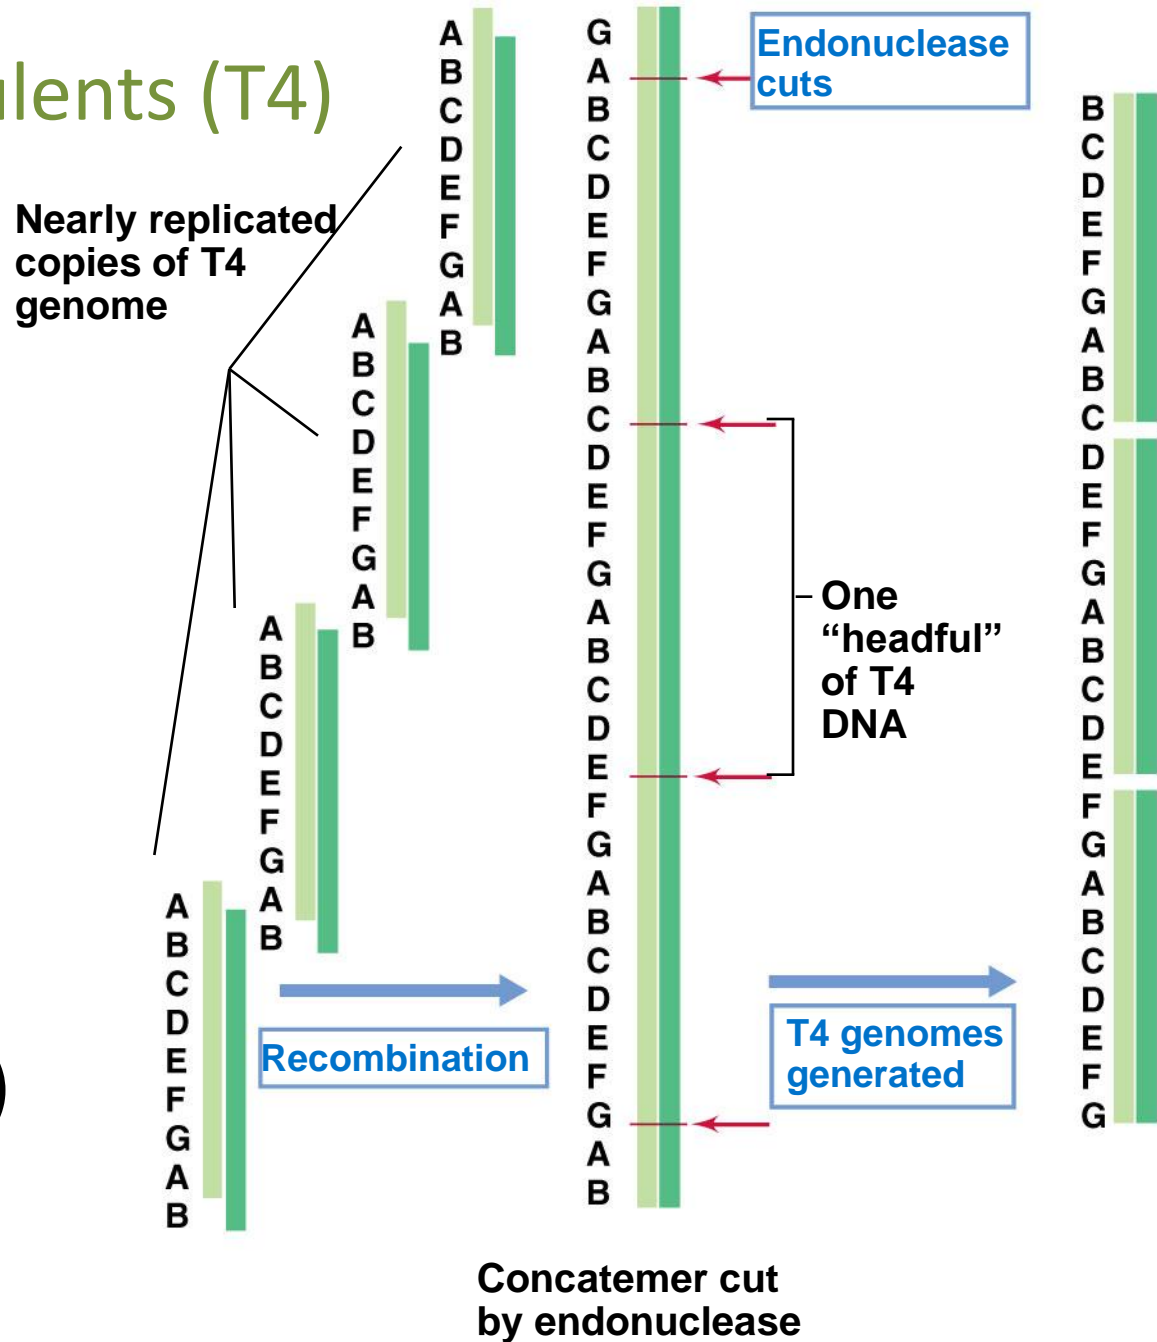 ulents (T4)
Nearly replicated
copies of T4
genome
A
B
C
D
E
F
G
A
B
A
B
C
D
E
F
G
A
B
A
B
C
D
E
F
G
A
B
A
B
C
D
E
F
G
A
B
Recombination
G
A
B
C
D
E
F
G
A
B
C
D
E
F
G
A
B
C
D
E
F
G
A
B
C
D
E
F
G
A
B
Endonuclease
cuts
One
“headful”
of T4
DNA
T4 genomes
generated
B
C
D
E
F
G
A
B
C
D
E
F
G
A
B
C
D
E
F
G
A
B
C
D
E
F
G
Concatemer cut
by endonuclease
)